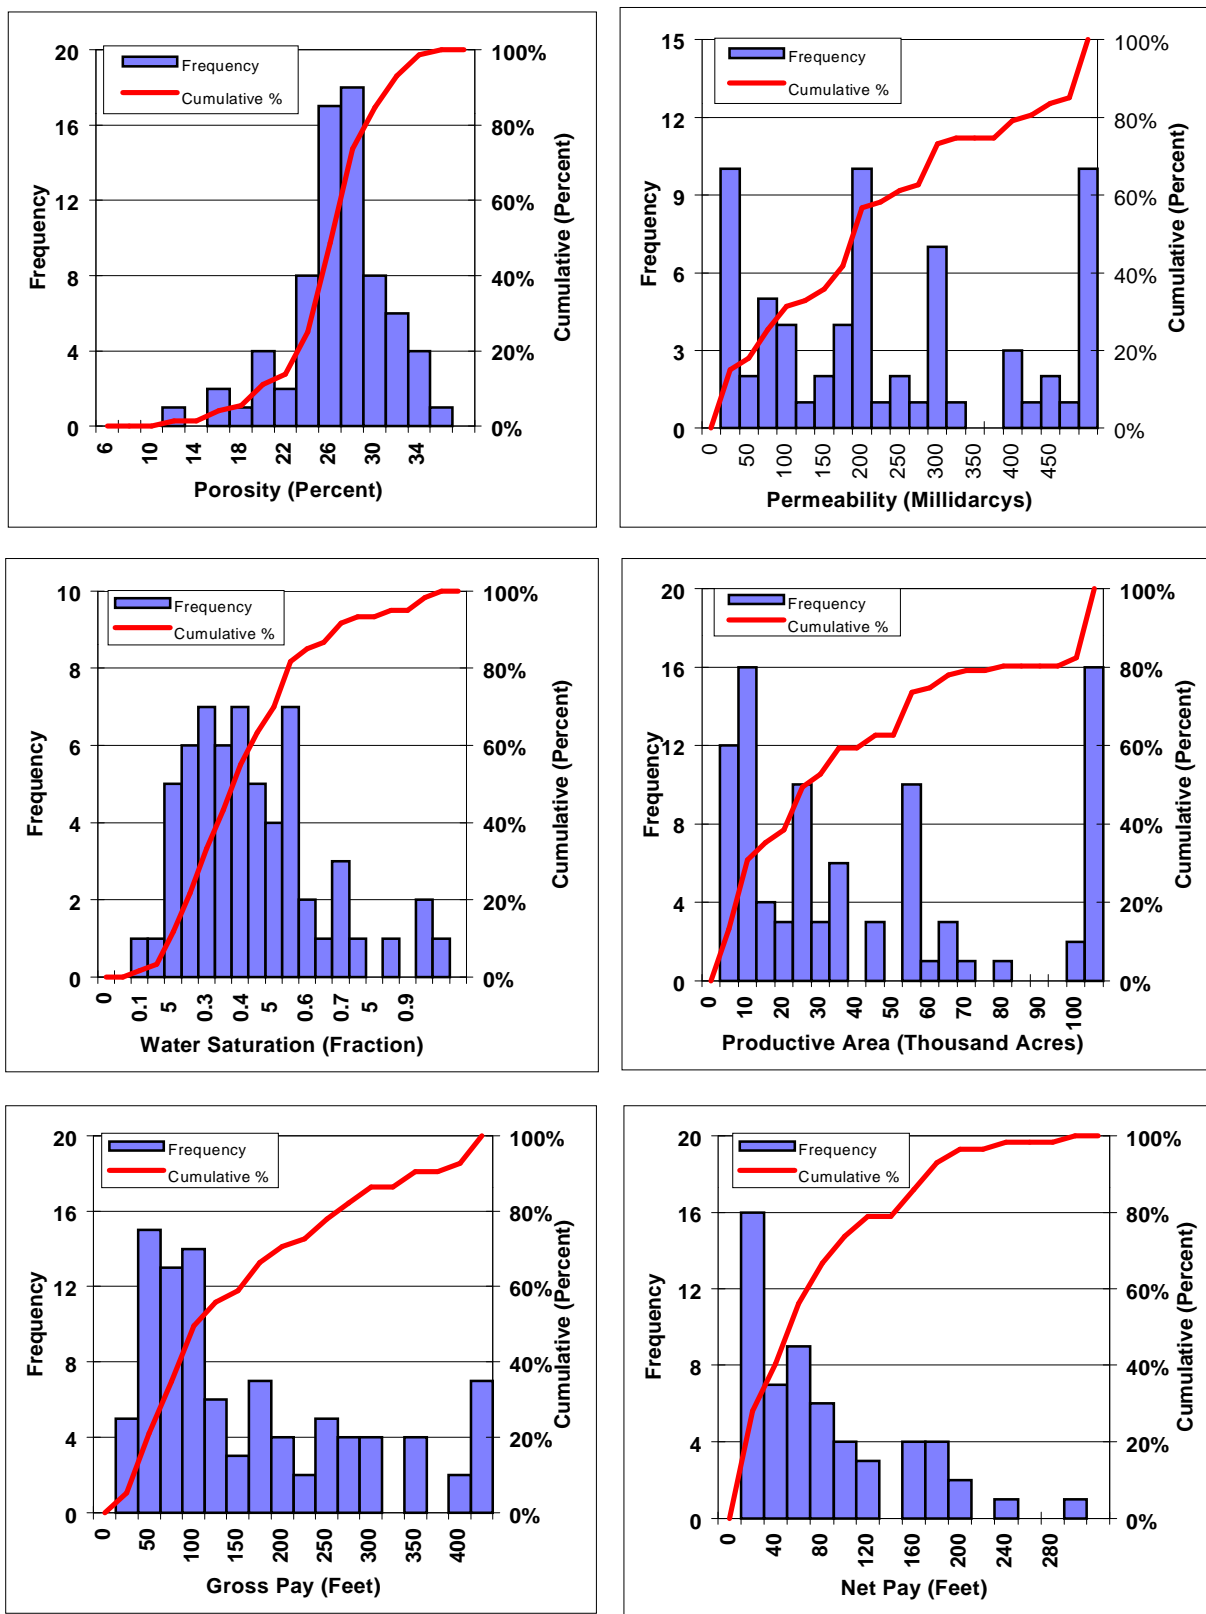 20
16
12
8
4
0
Frequency
Frequency
Cumulative %
100%
80%
60%
40%
20%
0%
Cumulative (Percent)
6 10 14 18 22 26 30 34
Porosity (Percent)
15
12
9
6
3
0
Frequency
Frequency
Cumulative %
100%
80%
60%
40%
20%
0%
Cumulative (Percent)
0 50 100 150 200 250 300 350 400 450
Permeability (Millidarcys)
10
8
6
4
2
0
Frequency
Frequency
Cumulative %
100%
80%
60%
40%
20%
0%
Cumulative (Percent)
0 0.1 5 0.3 0.4 5 0.6 0.7 5 0.9
Water Saturation (Fraction)
20
16
12
8
4
0
Frequency
Frequency
Cumulative %
100%
80%
60%
40%
20%
0%
Cumulative (Percent)
0 10 20 30 40 50 60 70 80 90 100
Productive Area (Thousand Acres)
20
16
12
8
4
0
Frequency
Frequency
Cumulative %
100%
80%
60%
40%
20%
0%
Cumulative (Percent)
0 50 100 150 200 250 300 350 400
Gross Pay (Feet)
20
16
12
8
4
0
Frequency
Frequency
Cumulative %
100%
80%
60%
40%
20%
0%
Cumulative (Percent)
0 40 80 120 160 200 240 280
Net Pay (Feet)